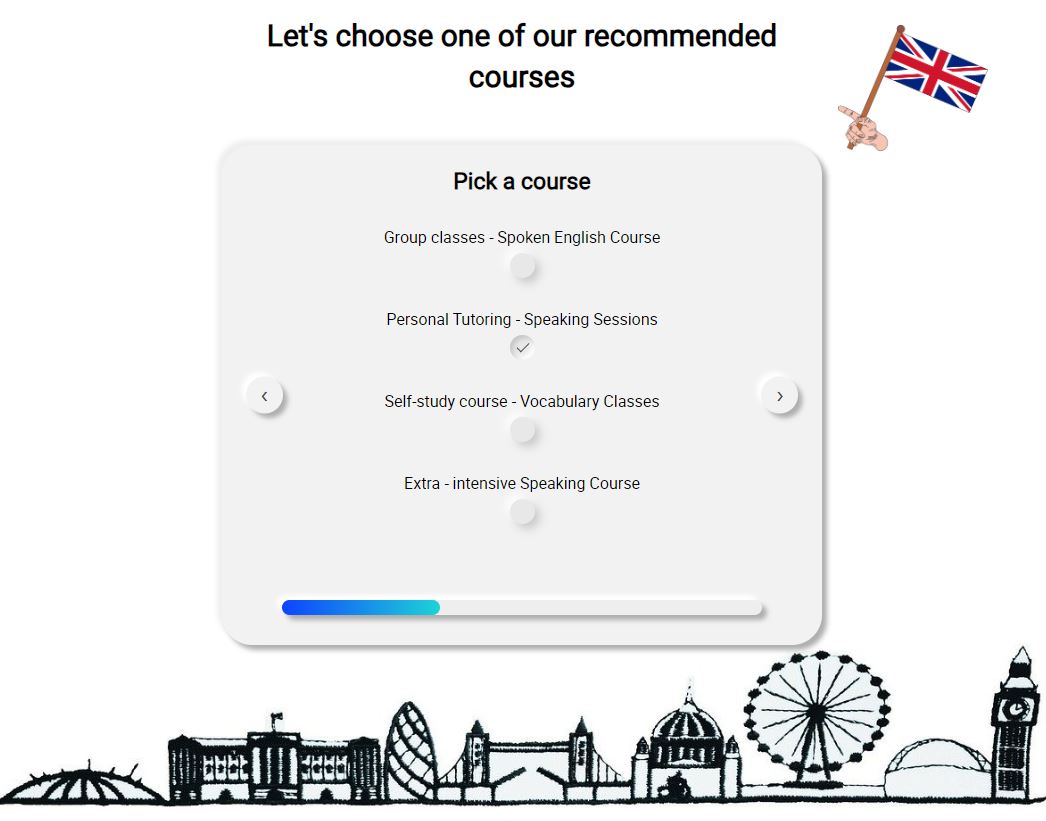 Let's choose one of our recommended
courses
Pick a course
Group classes - Spoken English Course
Personal Tutoring - Speaking Sessions
‹
›
Self-study course - Vocabulary Classes
Extra - intensive Speaking Course